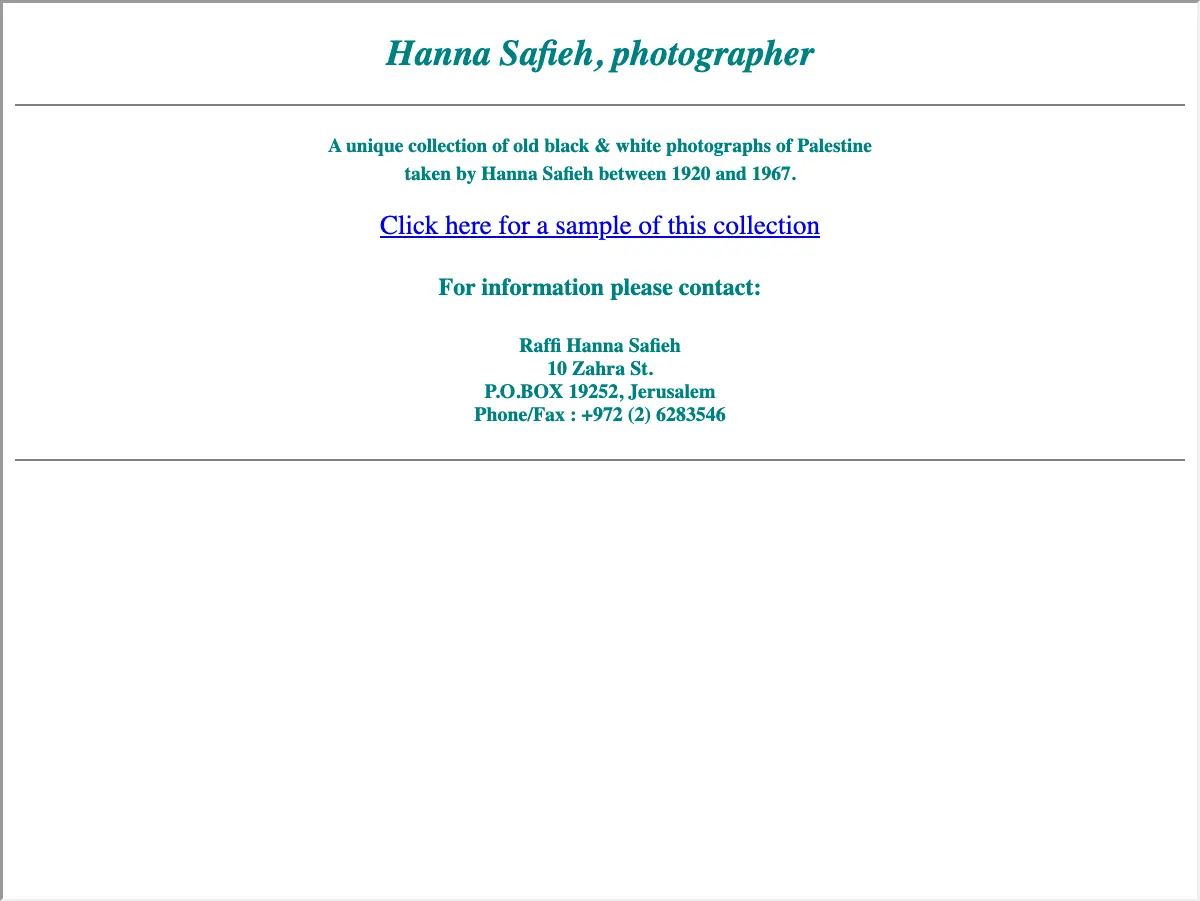 Hanna Safieh, photographer
A unique collection of old black & white photographs of Palestine
taken by Hanna Safieh between 1920 and 1967.
Click here for a sample of this collection
For information please contact:
Raffi Hanna Safieh
10 Zahra St.
P.O.BOX 19252, Jerusalem
Phone/Fax : +972 (2) 6283546